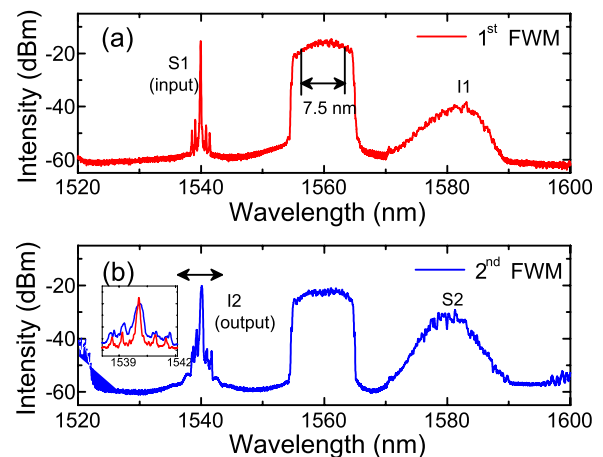 (a)
1st FWM
S1
(input)
7.5 nm
I1
Intensity (dBm)
-20
-40
-60
1520
1540
1560
1580
1600
Wavelength (nm)
(b)
2nd FWM
I2
(output)
S2
1539
1542
Intensity (dBm)
-20
-40
-60
1520
1540
1560
1580
1600
Wavelength (nm)